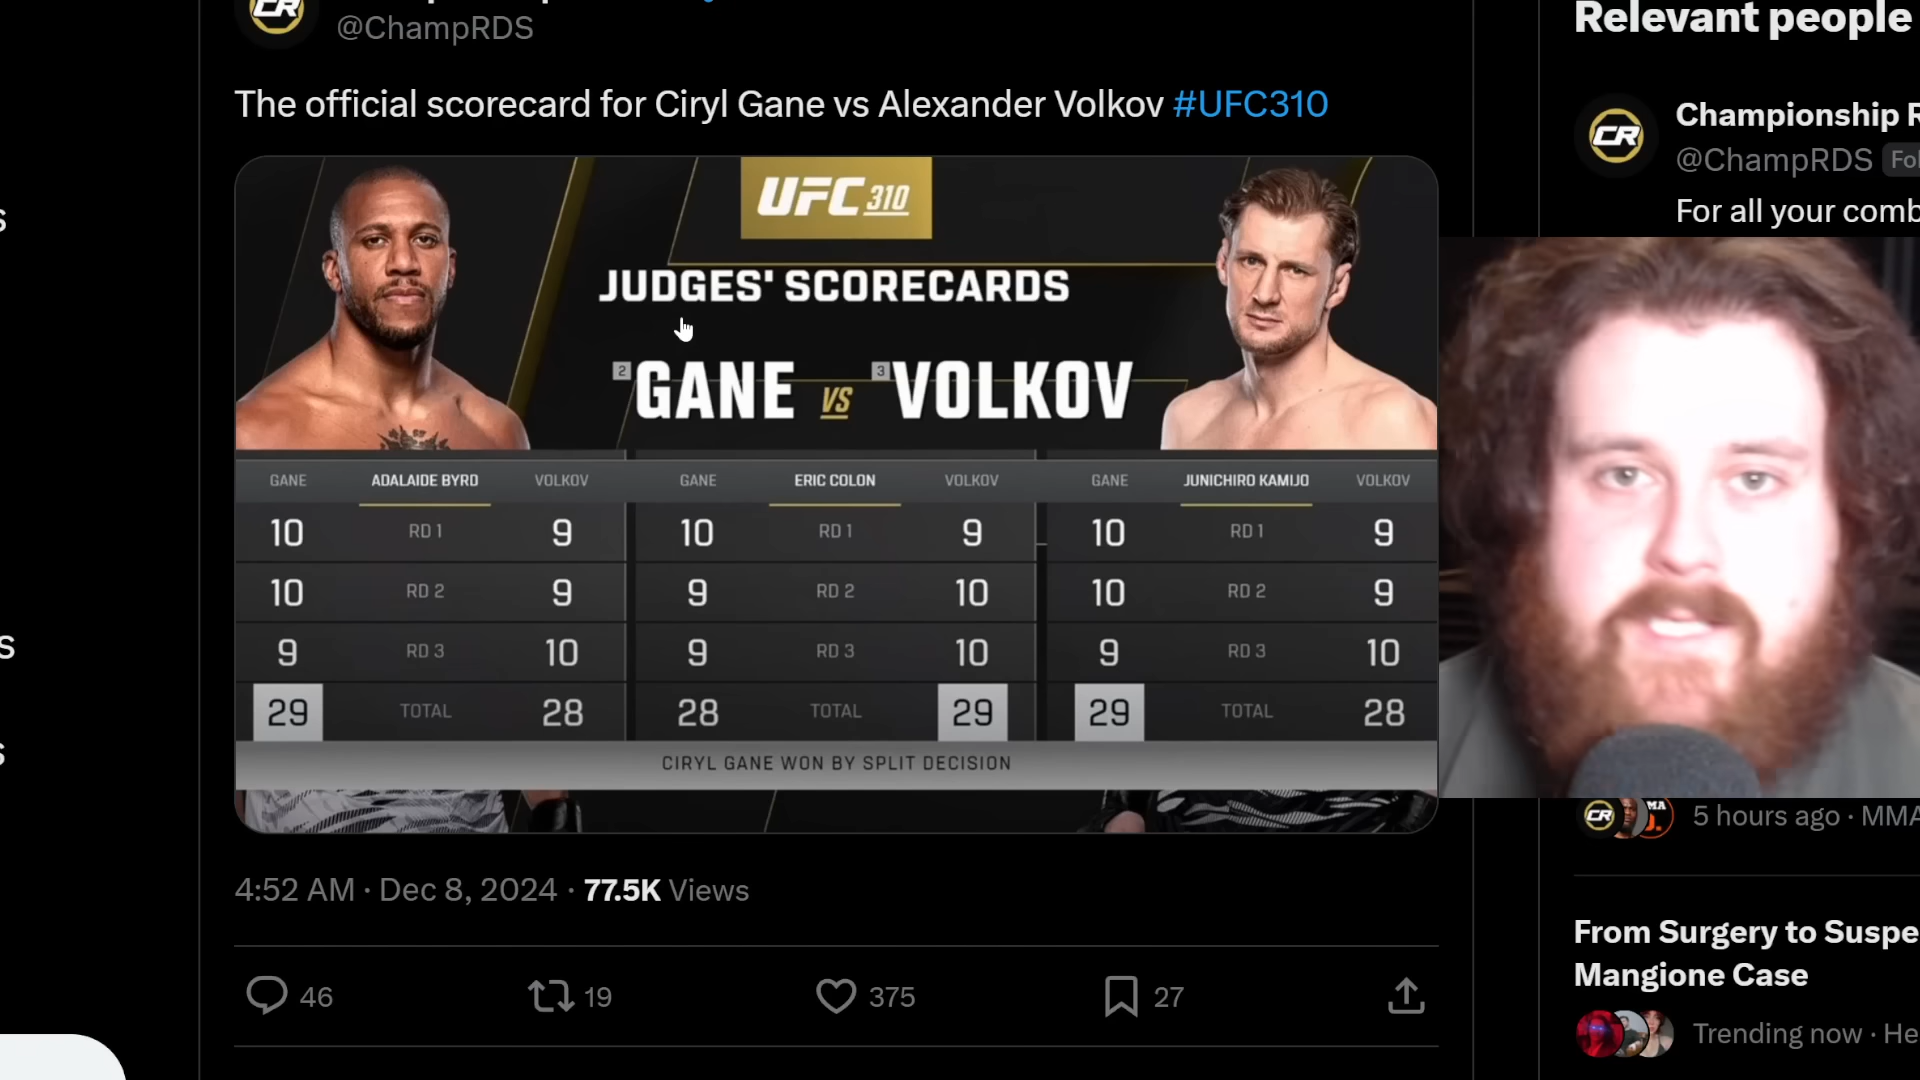 @ChampRDS
The official scorecard for Ciryl Gane vs Alexander Volkov #UFC310
UFC 310
JUDGES' SCORECARDS
2 GANE VS 3 VOLKOV
GANE ADALAIDE BYRD VOLKOV GANE ERIC COLON VOLKOV GANE JUNICHIRO KAMIJO VOLKOV
10 RD 1 9 10 RD 1 9 10 RD 1 9
10 RD 2 9 9 RD 2 10 10 RD 2 9
9 RD 3 10 9 RD 3 10 9 RD 3 10
29 TOTAL 28 28 TOTAL 29 29 TOTAL 28
CIRYL GANE WON BY SPLIT DECISION
4:52 AM · Dec 8, 2024 · 77.5K Views
46 19 375 27
Relevant people
CR
Championship R
@ChampRDS Fol
For all your comb
CR
5 hours ago · MMA
From Surgery to Suspe
Mangione Case
Trending now · He